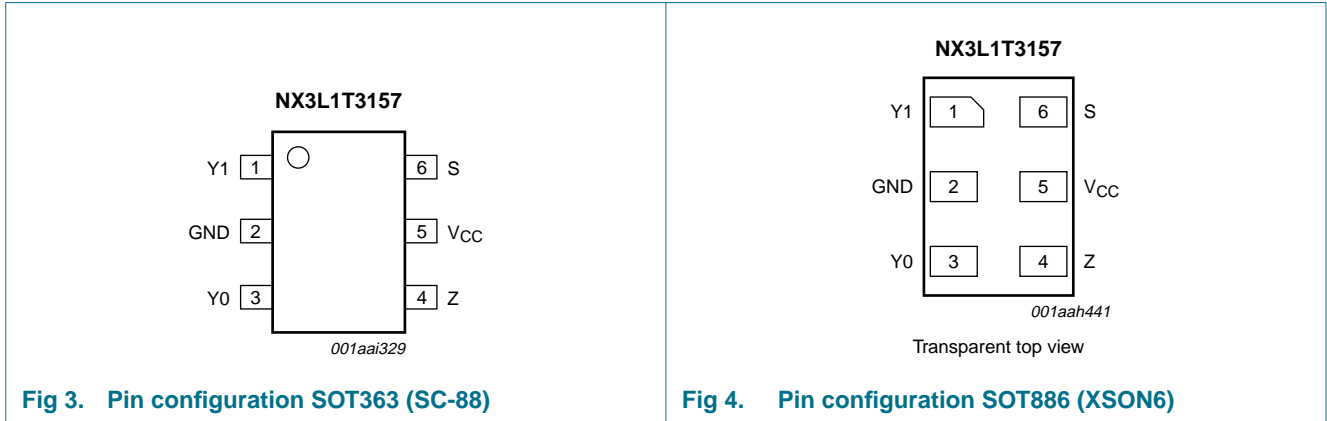 NX3L1T3157
Y1 1 6 S
GND 2 5 VCC
Y0 3 4 Z
001aai329
Fig 3. Pin configuration SOT363 (SC-88)
NX3L1T3157
Y1 1 6 S
GND 2 5 VCC
Y0 3 4 Z
001aah441
Transparent top view
Fig 4. Pin configuration SOT886 (XSON6)